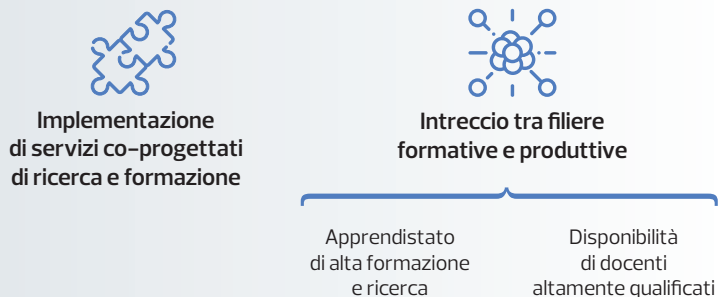 Implementazione
di servizi co-progettati
di ricerca e formazione
Intreccio tra filiere
formative e produttive
Apprendistato
di alta formazione
e ricerca
Disponibilità
di docenti
altamente qualificati